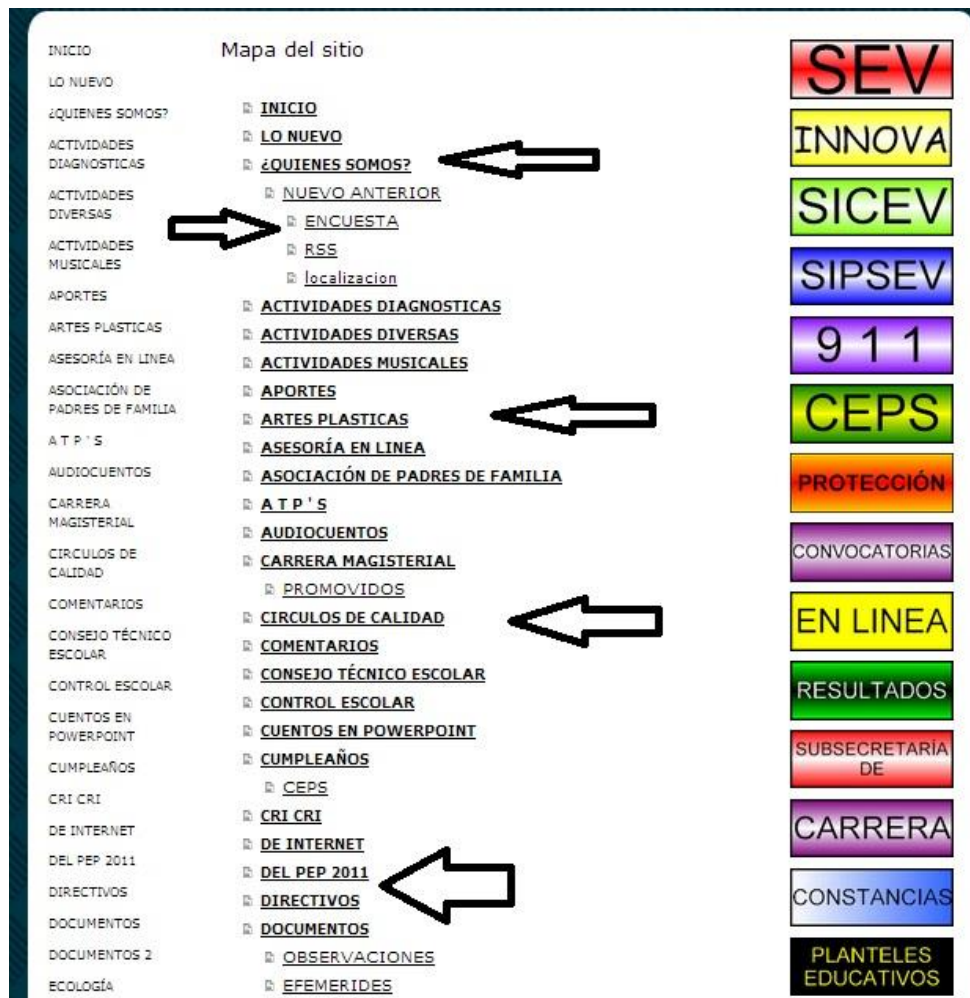 INICIO
LO NUEVO
¿QUIENES SOMOS?
ACTIVIDADES
DIAGNOSTICAS
ACTIVIDADES
DIVERSAS
ACTIVIDADES
MUSICALES
APORTES
ARTES PLASTICAS
ASESORÍA EN LINEA
ASOCIACIÓN DE
PADRES DE FAMILIA
A T P ' S
AUDIOCUENTOS
CARRERA
MAGISTERIAL
CIRCULOS DE
CALIDAD
COMENTARIOS
CONSEJO TÉCNICO
ESCOLAR
CONTROL ESCOLAR
CUENTOS EN
POWERPOINT
CUMPLEAÑOS
CRI CRI
DE INTERNET
DEL PEP 2011
DIRECTIVOS
DOCUMENTOS
DOCUMENTOS 2
ECOLOGÍA
Mapa del sitio
INICIO
LO NUEVO
¿QUIENES SOMOS?
NUEVO ANTERIOR
ENCUESTA
RSS
localizacion
ACTIVIDADES DIAGNOSTICAS
ACTIVIDADES DIVERSAS
ACTIVIDADES MUSICALES
APORTES
ARTES PLASTICAS
ASESORÍA EN LINEA
ASOCIACIÓN DE PADRES DE FAMILIA
A T P ' S
AUDIOCUENTOS
CARRERA MAGISTERIAL
PROMOVIDOS
CIRCULOS DE CALIDAD
COMENTARIOS
CONSEJO TÉCNICO ESCOLAR
CONTROL ESCOLAR
CUENTOS EN POWERPOINT
CUMPLEAÑOS
CEPS
CRI CRI
DE INTERNET
DEL PEP 2011
DIRECTIVOS
DOCUMENTOS
OBSERVACIONES
EFEMERIDES
SEV
INNOVA
SICEV
SIPSEV
9 1 1
CEPS
PROTECCIÓN
CONVOCATORIAS
EN LINEA
RESULTADOS
SUBSECRETARÍA
DE
CARRERA
CONSTANCIAS
PLANTELES
EDUCATIVOS